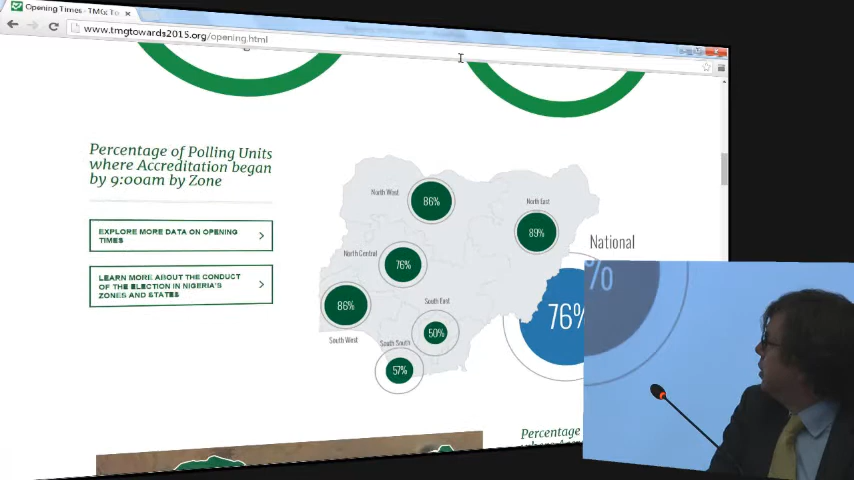 Opening Times - TMG: To
www.tmgtowards2015.org/opening.html
Percentage of Polling Units
where Accreditation began
by 9:00am by Zone
EXPLORE MORE DATA ON OPENING
TIMES
LEARN MORE ABOUT THE CONDUCT
OF THE ELECTION IN NIGERIA'S
ZONES AND STATES
North West
86%
North East
89%
North Central
76%
86%
South West
South East
50%
South South
57%
National
76%
%
Percentage